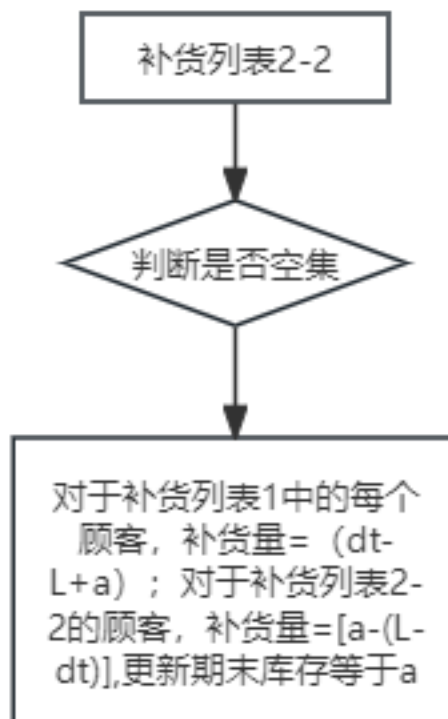 补货列表2-2
判断是否空集
对于补货列表1中的每个
顾客，补货量=（dt-
L+a）；对于补货列表2-
2的顾客，补货量=[a-(L-
dt)],更新期末库存等于a